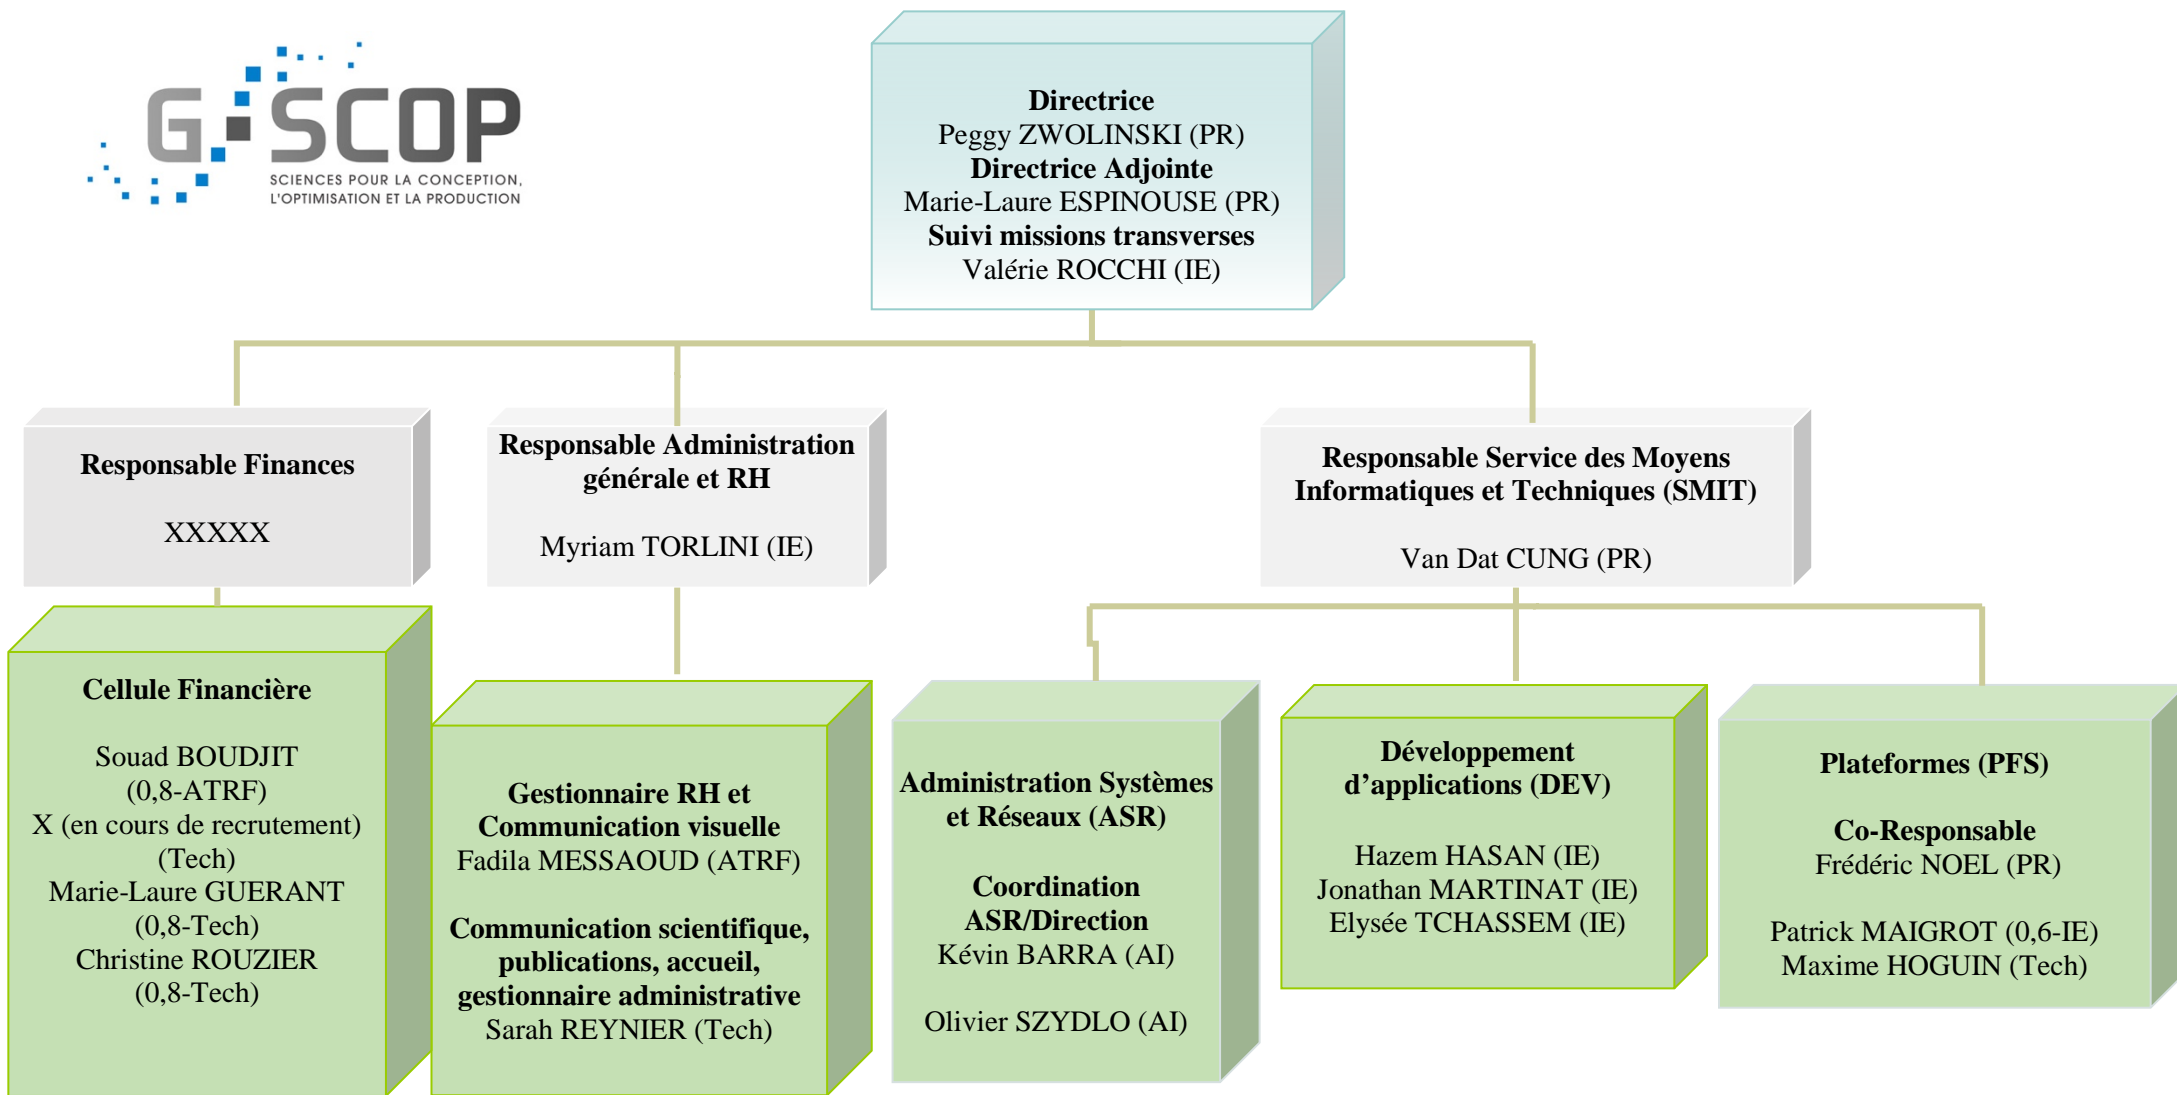 G SCOP
SCIENCES POUR LA CONCEPTION,
L'OPTIMISATION ET LA PRODUCTION
Directrice
Peggy ZWOLINSKI (PR)
Directrice Adjointe
Marie-Laure ESPINOUSE (PR)
Suivi missions transverses
Valérie ROCCHI (IE)
Responsable Finances
XXXXX
Responsable Administration
générale et RH
Myriam TORLINI (IE)
Responsable Service des Moyens
Informatiques et Techniques (SMIT)
Van Dat CUNG (PR)
Cellule Financière
Souad BOUDJIT
(0,8-ATRF)
X (en cours de recrutement)
(Tech)
Marie-Laure GUERANT
(0,8-Tech)
Christine ROUZIER
(0,8-Tech)
Gestionnaire RH et
Communication visuelle
Fadila MESSAOUD (ATRF)
Communication scientifique,
publications, accueil,
gestionnaire administrative
Sarah REYNIER (Tech)
Administration Systèmes
et Réseaux (ASR)
Coordination
ASR/Direction
Kévin BARRA (AI)
Olivier SZYDLO (AI)
Développement
d’applications (DEV)
Hazem HASAN (IE)
Jonathan MARTINAT (IE)
Elysée TCHASSEM (IE)
Plateformes (PFS)
Co-Responsable
Frédéric NOEL (PR)
Patrick MAIGROT (0,6-IE)
Maxime HOGUIN (Tech)